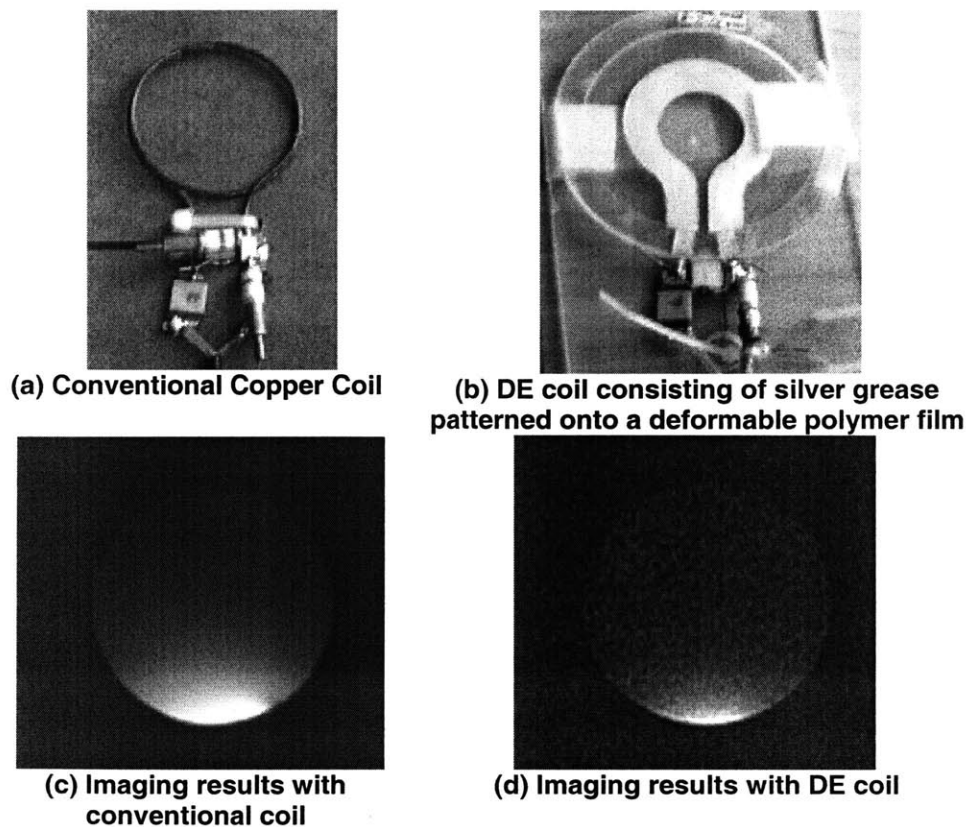 (a) Conventional Copper Coil
(b) DE coil consisting of silver grease
patterned onto a deformable polymer film
(c) Imaging results with
conventional coil
(d) Imaging results with DE coil